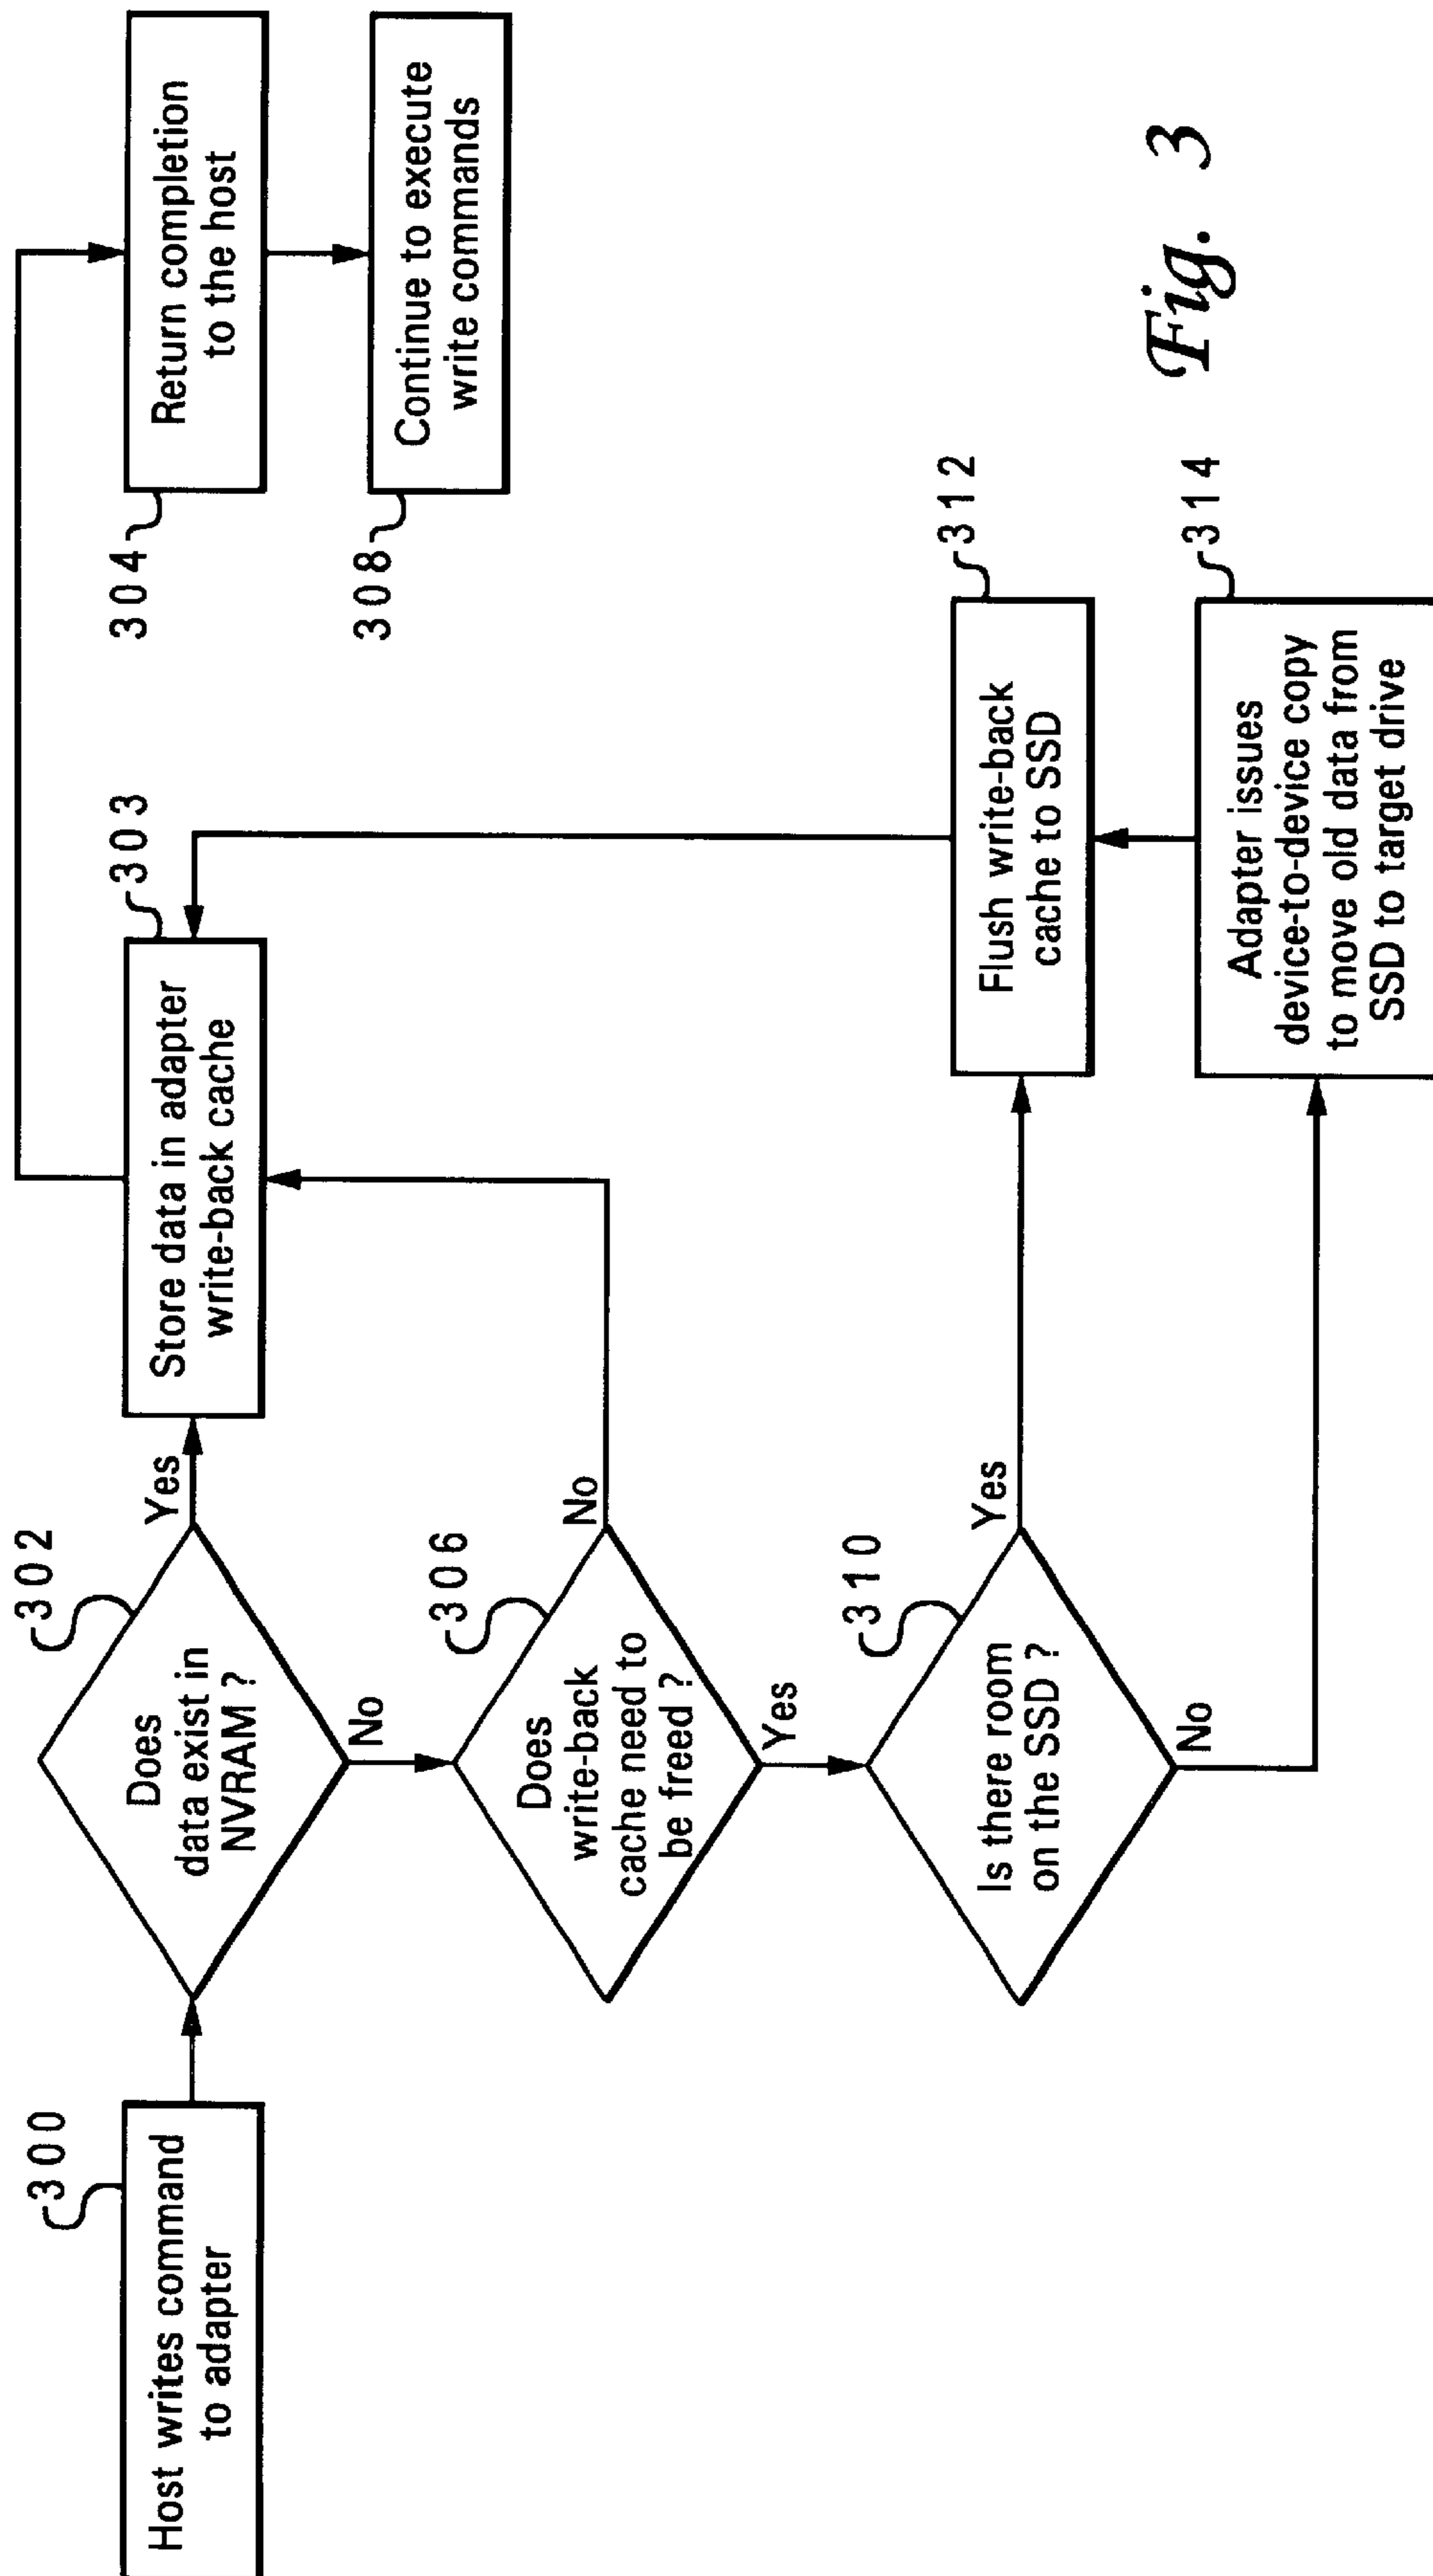 300
Host writes command
to adapter
302
Does
data exist in
NVRAM ?
Yes
No
303
Store data in adapter
write-back cache
304
Return completion
to the host
306
Does
write-back
cache need to
be freed ?
No
Yes
308
Continue to execute
write commands
310
Is there room
on the SSD ?
Yes
No
312
Flush write-back
cache to SSD
314
Adapter issues
device-to-device copy
to move old data from
SSD to target drive
Fig. 3